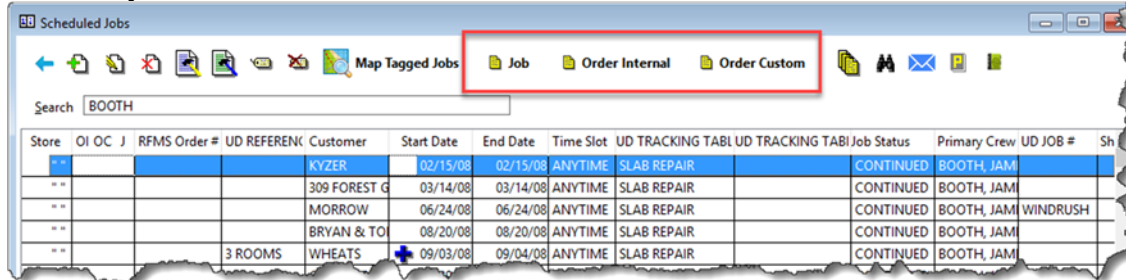 Scheduled Jobs
Map Tagged Jobs Job Order Internal Order Custom
Search BOOTH
Store OI OC J RFMS Order # UD REFERENC Customer Start Date End Date Time Slot UD TRACKING TABL UD TRACKING TABL Job Status Primary Crew UD JOB # Sh
" " KYZER 02/15/08 02/15/08 ANYTIME SLAB REPAIR CONTINUED BOOTH, JAMI
" " 309 FOREST G 03/14/08 03/14/08 ANYTIME SLAB REPAIR CONTINUED BOOTH, JAMI
" " MORROW 06/24/08 06/24/08 ANYTIME SLAB REPAIR CONTINUED BOOTH, JAMI WINDRUSH
" " BRYAN & TO 08/20/08 08/20/08 ANYTIME SLAB REPAIR CONTINUED BOOTH, JAMI
" " 3 ROOMS WHEATS 09/03/08 09/04/08 ANYTIME SLAB REPAIR CONTINUED BOOTH, JAMI